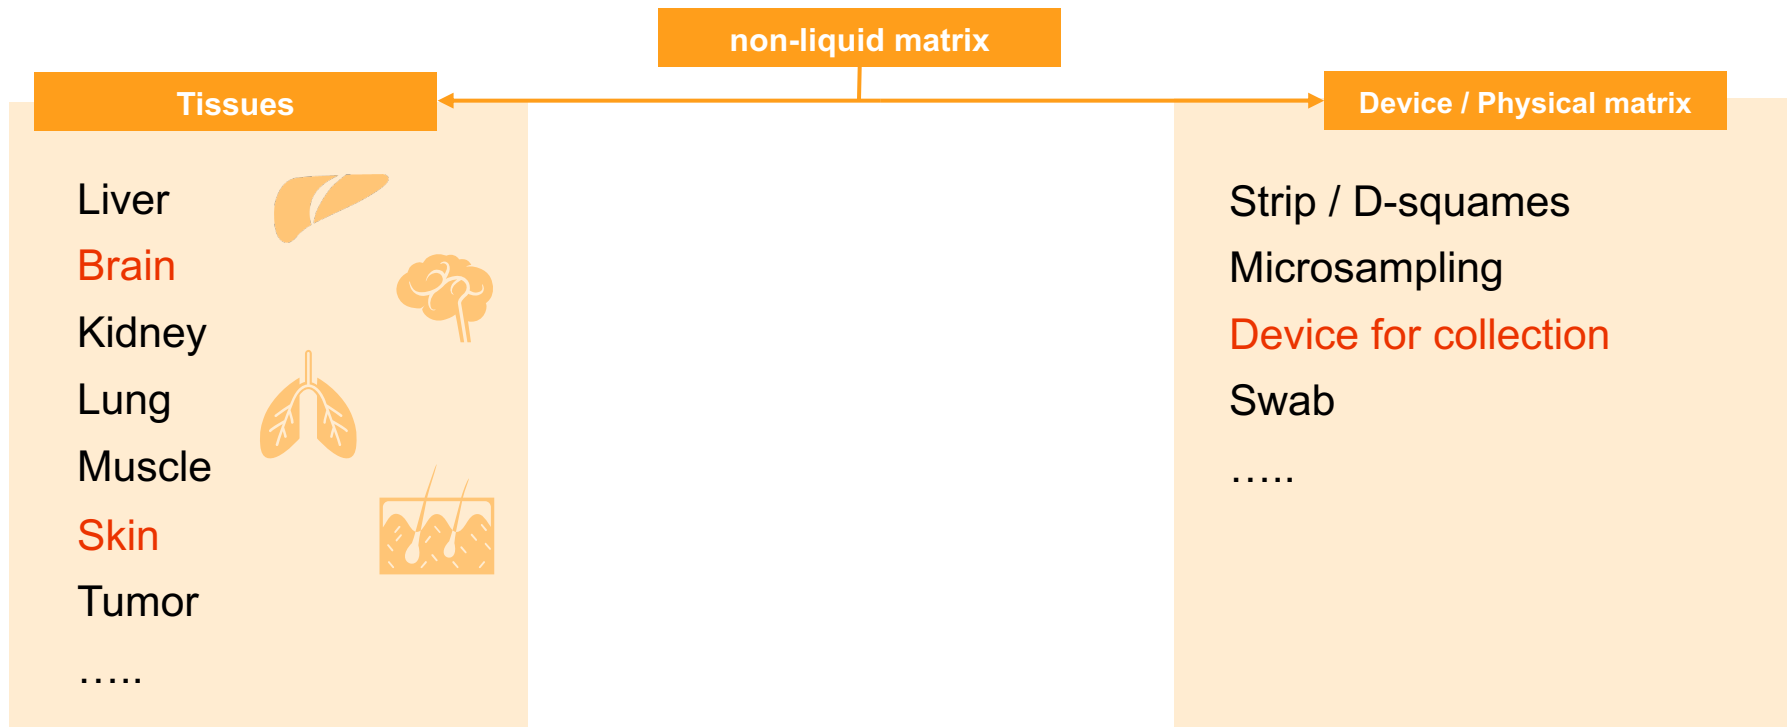 non-liquid matrix
Tissues
Liver
Brain
Kidney
Lung
Muscle
Skin
Tumor
…..
Device / Physical matrix
Strip / D-squames
Microsampling
Device for collection
Swab
…..